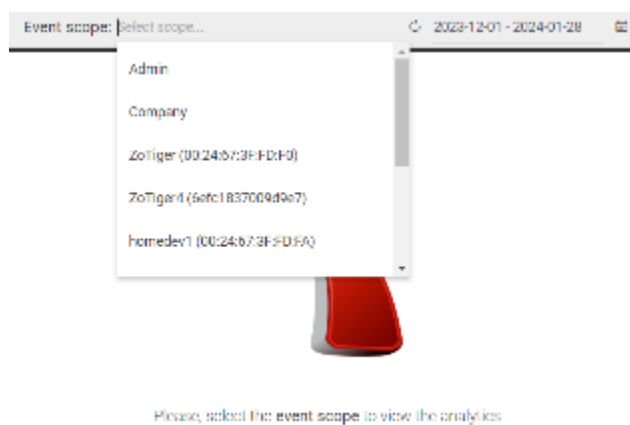 Event scope: Select scope... 2023-12-01 - 2024-01-28
Admin
Company
ZoTiger (00:24:67:3F:FD:F0)
ZoTiger4 (6efc1837009d9e7)
homedev1 (00:24:67:3F:FD:FA)
Please, select the event scope to view the analytics